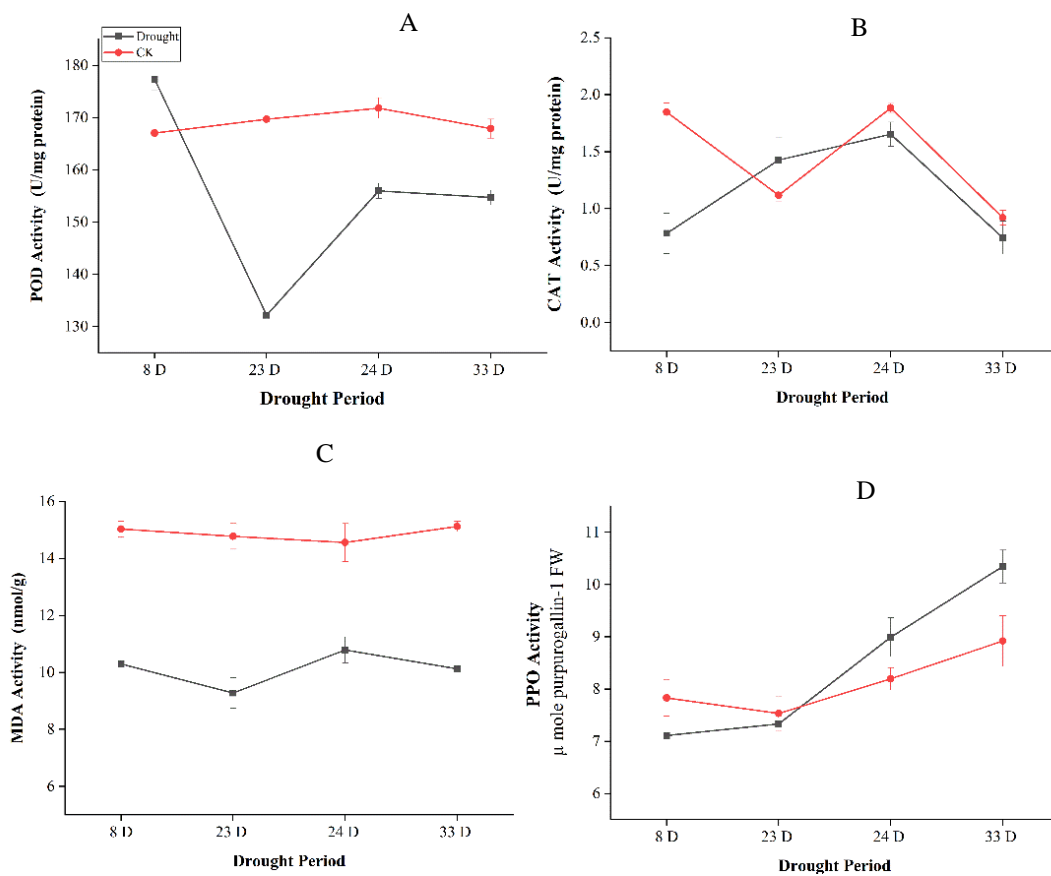 A
Drought
CK
180
170
160
150
140
130
POD Activity (U/mg protein)
8 D
23 D
24 D
33 D
Drought Period
B
2.5
2.0
1.5
1.0
0.5
0.0
CAT Activity (U/mg protein)
8 D
23 D
24 D
33 D
Drought Period
C
16
14
12
10
8
6
MDA Activity (nmol/g)
8 D
23 D
24 D
33 D
Drought Period
D
11
10
9
8
7
6
PPO Activity
µ mole purpurogallin-1 FW
8 D
23 D
24 D
33 D
Drought Period